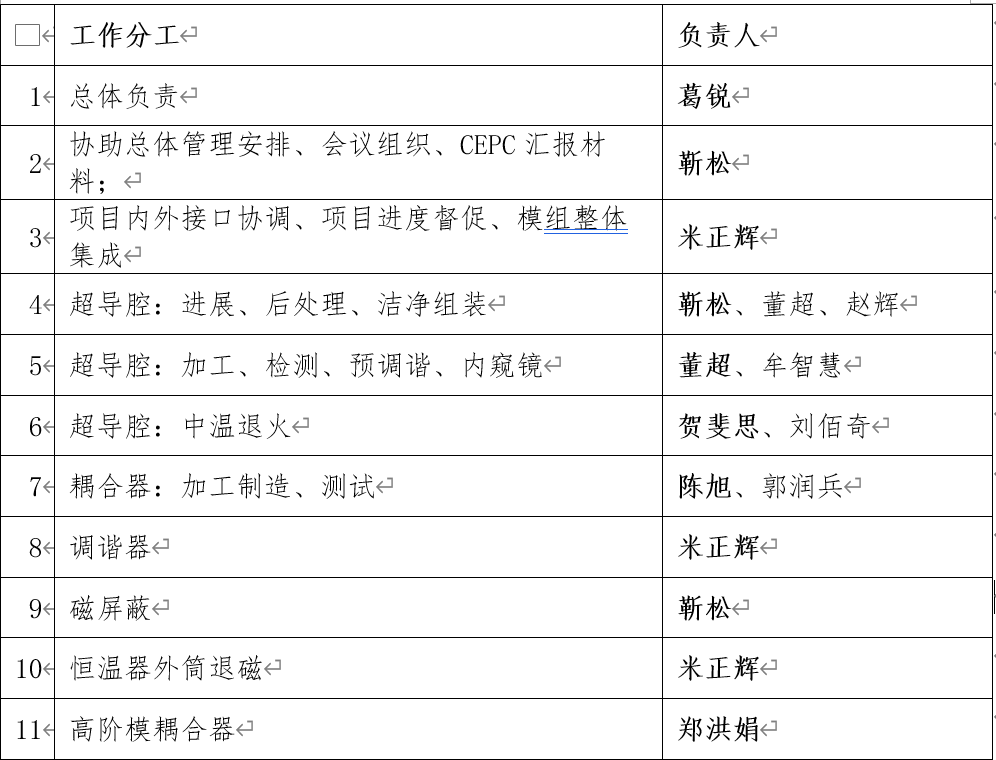 工作分工 负责人
1 总体负责 葛锐
2 协助总体管理安排、会议组织、CEPC 汇报材
料； 靳松
3 项目内外接口协调、项目进度督促、模组整体
集成 米正辉
4 超导腔：进展、后处理、洁净组装 靳松、董超、赵辉
5 超导腔：加工、检测、预调谐、内窥镜 董超、牟智慧
6 超导腔：中温退火 贺斐思、刘佰奇
7 耦合器：加工制造、测试 陈旭、郭润兵
8 调谐器 米正辉
9 磁屏蔽 靳松
10 恒温器外筒退磁 米正辉
11 高阶模耦合器 郑洪娟